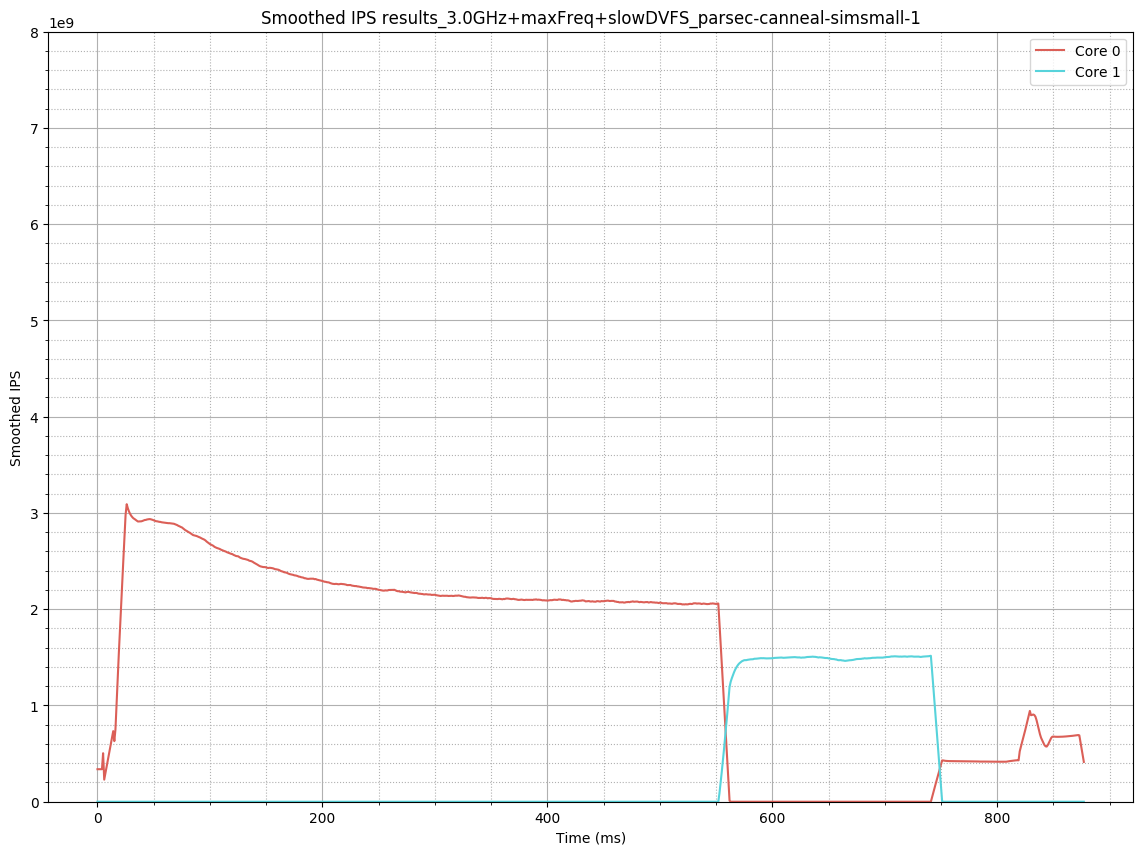 Smoothed IPS results_3.0GHz+maxFreq+slowDVFS_parsec-canneal-simsmall-1
1e9
8
7
6
5
4
3
2
1
0
Smoothed IPS
Core 0
Core 1
0 200 400 600 800
Time (ms)